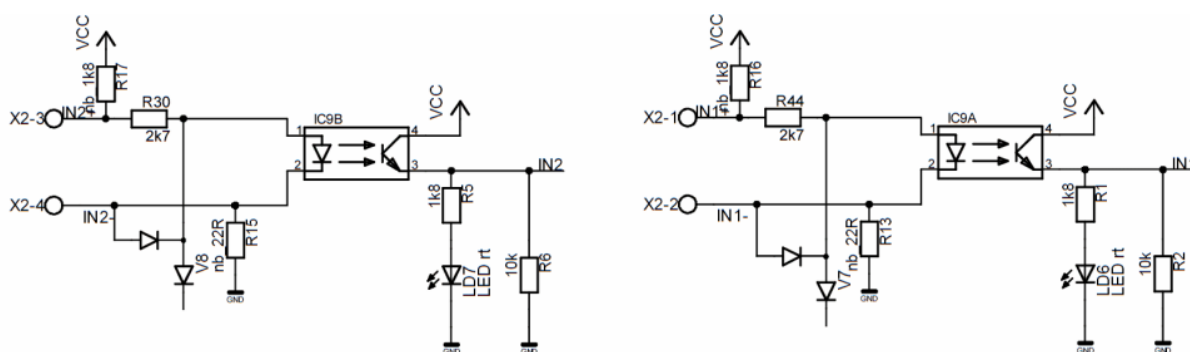 VCC
nb 1k8
R17
X2-3
IN2+
R30
2k7
IC9B
1
4
2
3
VCC
IN2
X2-4
IN2-
V8
nb 22R
R15
GND
1k8
R5
LD7
LED rt
GND
10k
R6
GND
VCC
nb 1k8
R16
X2-1
IN1+
R44
2k7
IC9A
1
4
2
3
VCC
IN1
X2-2
IN1-
V7
nb 22R
R13
GND
1k8
R1
LD6
LED rt
GND
10k
R2
GND